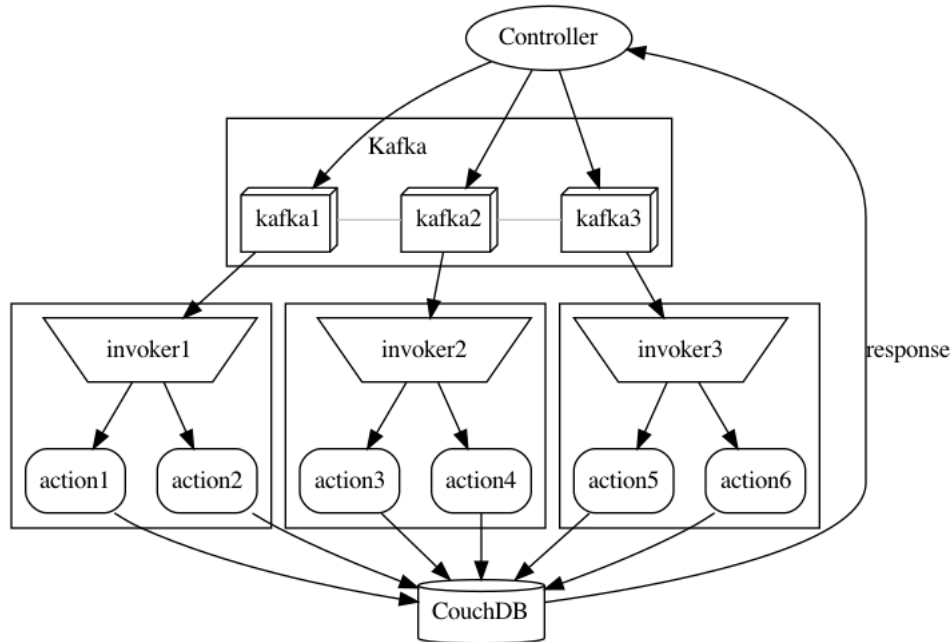 Controller
Kafka
kafka1
kafka2
kafka3
invoker1
invoker2
invoker3
response
action1
action2
action3
action4
action5
action6
CouchDB